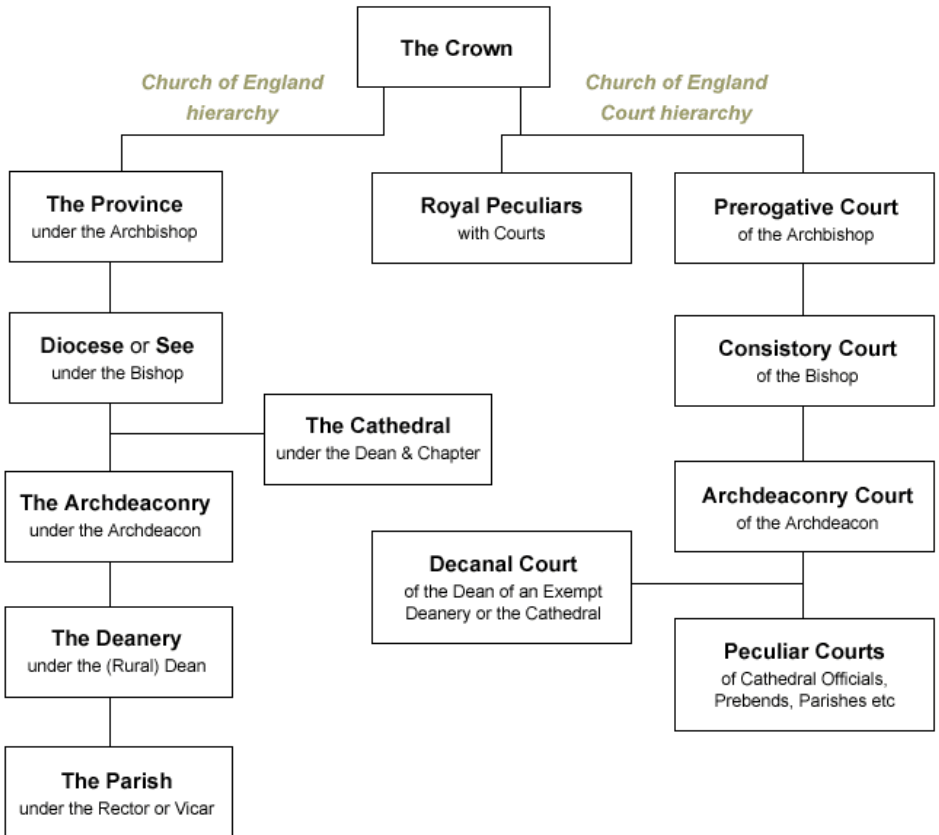 The Crown
Church of England
hierarchy
Church of England
Court hierarchy
The Province
under the Archbishop
Royal Peculiars
with Courts
Prerogative Court
of the Archbishop
Diocese or See
under the Bishop
Consistory Court
of the Bishop
The Cathedral
under the Dean & Chapter
The Archdeaconry
under the Archdeacon
Archdeaconry Court
of the Archdeacon
Decanal Court
of the Dean of an Exempt
Deanery or the Cathedral
The Deanery
under the (Rural) Dean
Peculiar Courts
of Cathedral Officials,
Prebends, Parishes etc
The Parish
under the Rector or Vicar